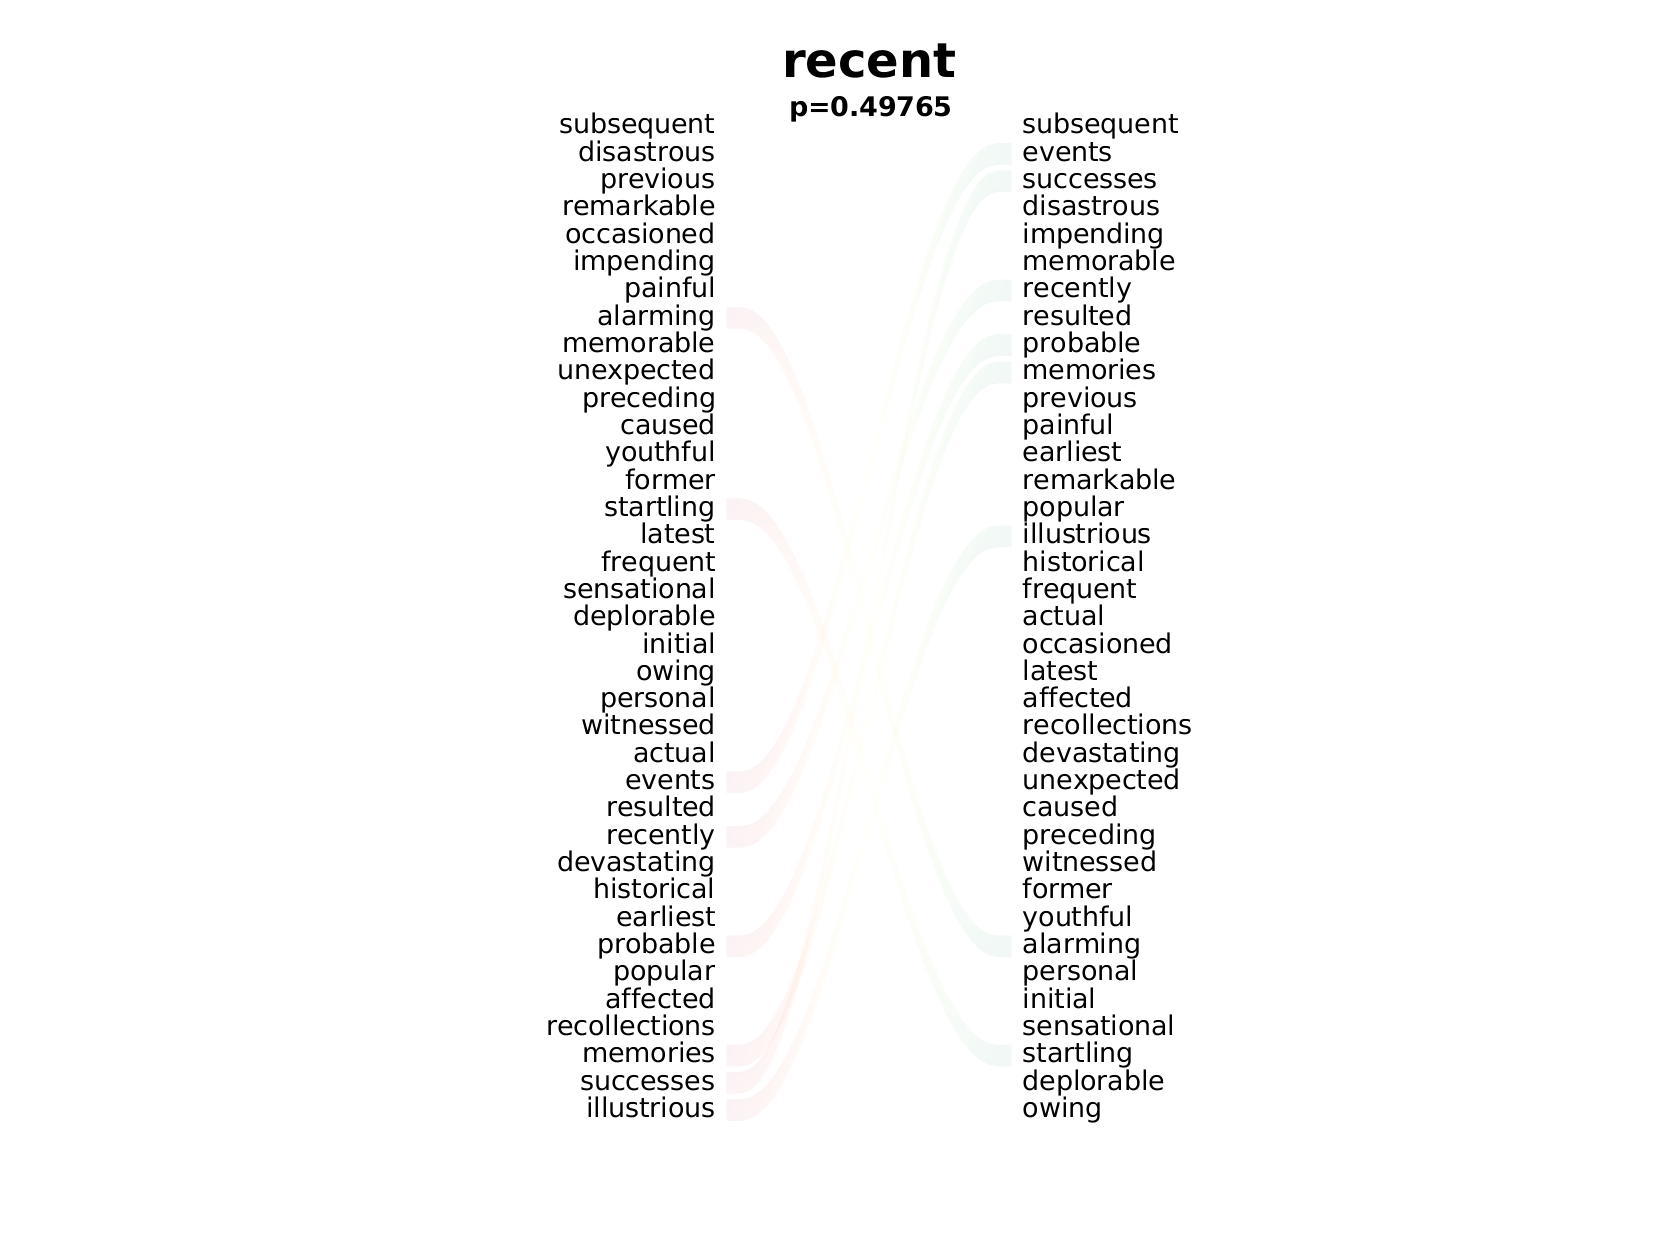 recent
p=0.49765
subsequent subsequent
disastrous events
previous successes
remarkable disastrous
occasioned impending
impending memorable
painful recently
alarming resulted
memorable probable
unexpected memories
preceding previous
caused painful
youthful earliest
former remarkable
startling popular
latest illustrious
frequent historical
sensational frequent
deplorable actual
initial occasioned
owing latest
personal affected
witnessed recollections
actual devastating
events unexpected
resulted caused
recently preceding
devastating witnessed
historical former
earliest youthful
probable alarming
popular personal
affected initial
recollections sensational
memories startling
successes deplorable
illustrious owing